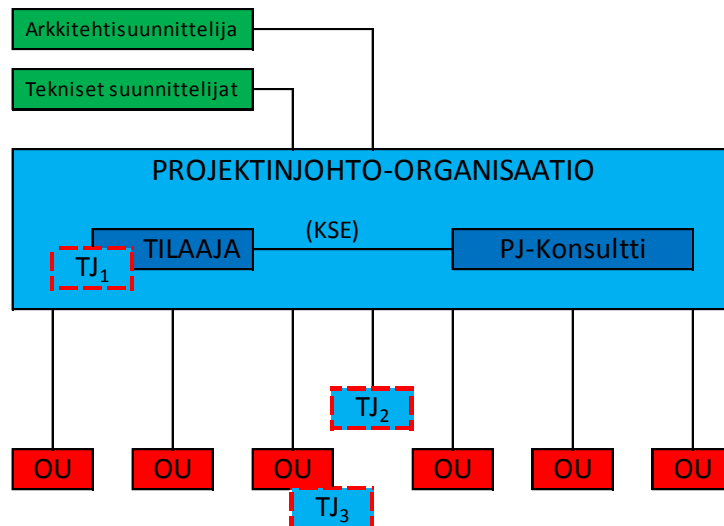 Arkkitehtisuunnittelija
Tekniset suunnittelijat
PROJEKTINJOHTO-ORGANISAATIO
(KSE)
TILAAJA
PJ-Konsultti
TJ₁
TJ₂
OU
OU
OU
OU
OU
OU
TJ₃